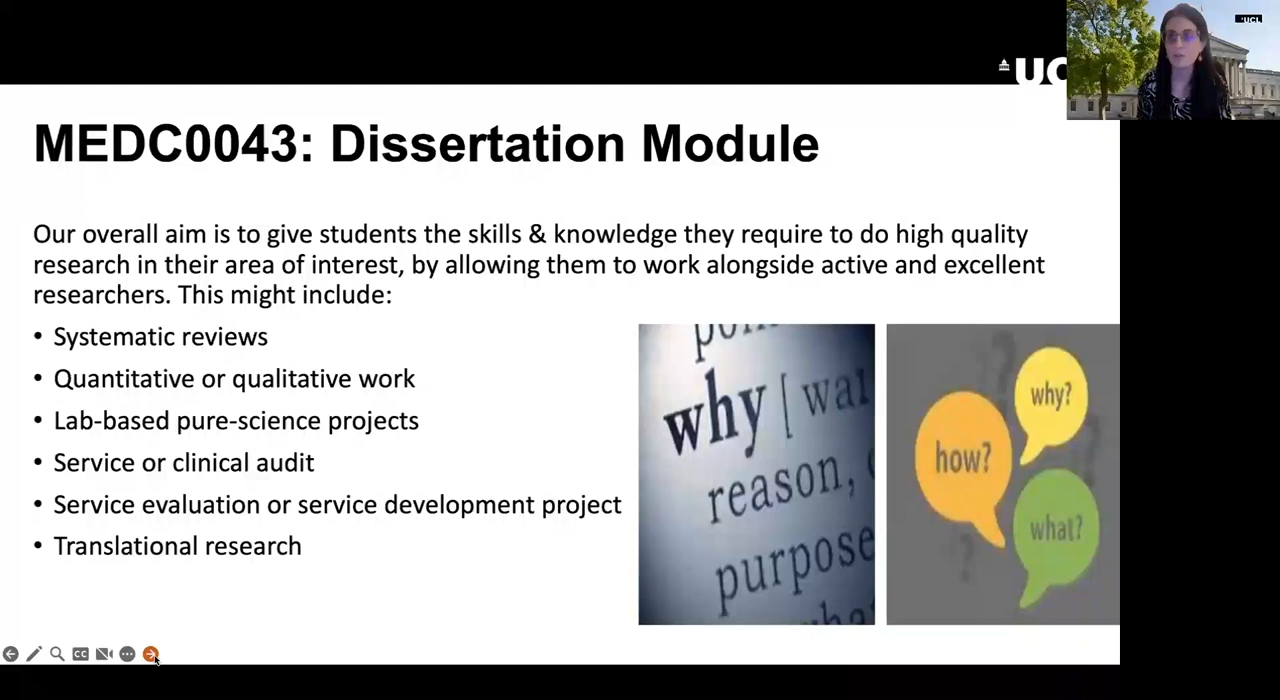 UCL
UC
MEDC0043: Dissertation Module
Our overall aim is to give students the skills & knowledge they require to do high quality
research in their area of interest, by allowing them to work alongside active and excellent
researchers. This might include:
• Systematic reviews
• Quantitative or qualitative work
• Lab-based pure-science projects
• Service or clinical audit
• Service evaluation or service development project
• Translational research
why [
reason,
purpose
why?
how?
what?
?
CC